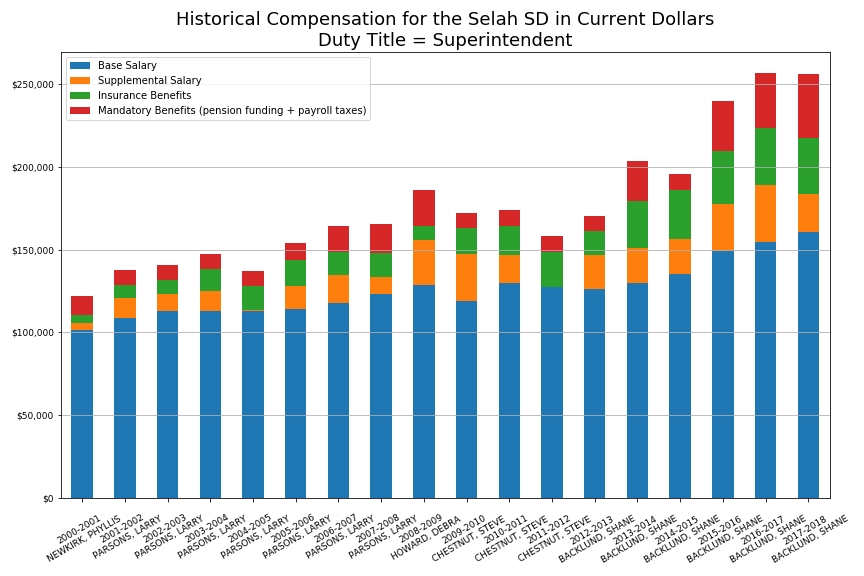 Historical Compensation for the Selah SD in Current Dollars
Duty Title = Superintendent
Base Salary
Supplemental Salary
Insurance Benefits
Mandatory Benefits (pension funding + payroll taxes)
$250,000
$200,000
$150,000
$100,000
$50,000
$0
2000-2001
NEWKIRK, PHYLLIS
2001-2002
PARSONS, LARRY
2002-2003
PARSONS, LARRY
2003-2004
PARSONS, LARRY
2004-2005
PARSONS, LARRY
2005-2006
PARSONS, LARRY
2006-2007
PARSONS, LARRY
2007-2008
PARSONS, LARRY
2008-2009
HOWARD, DEBRA
2009-2010
CHESTNUT, STEVE
2010-2011
CHESTNUT, STEVE
2011-2012
CHESTNUT, STEVE
2012-2013
BACKLUND, SHANE
2013-2014
BACKLUND, SHANE
2014-2015
BACKLUND, SHANE
2015-2016
BACKLUND, SHANE
2016-2017
BACKLUND, SHANE
2017-2018
BACKLUND, SHANE